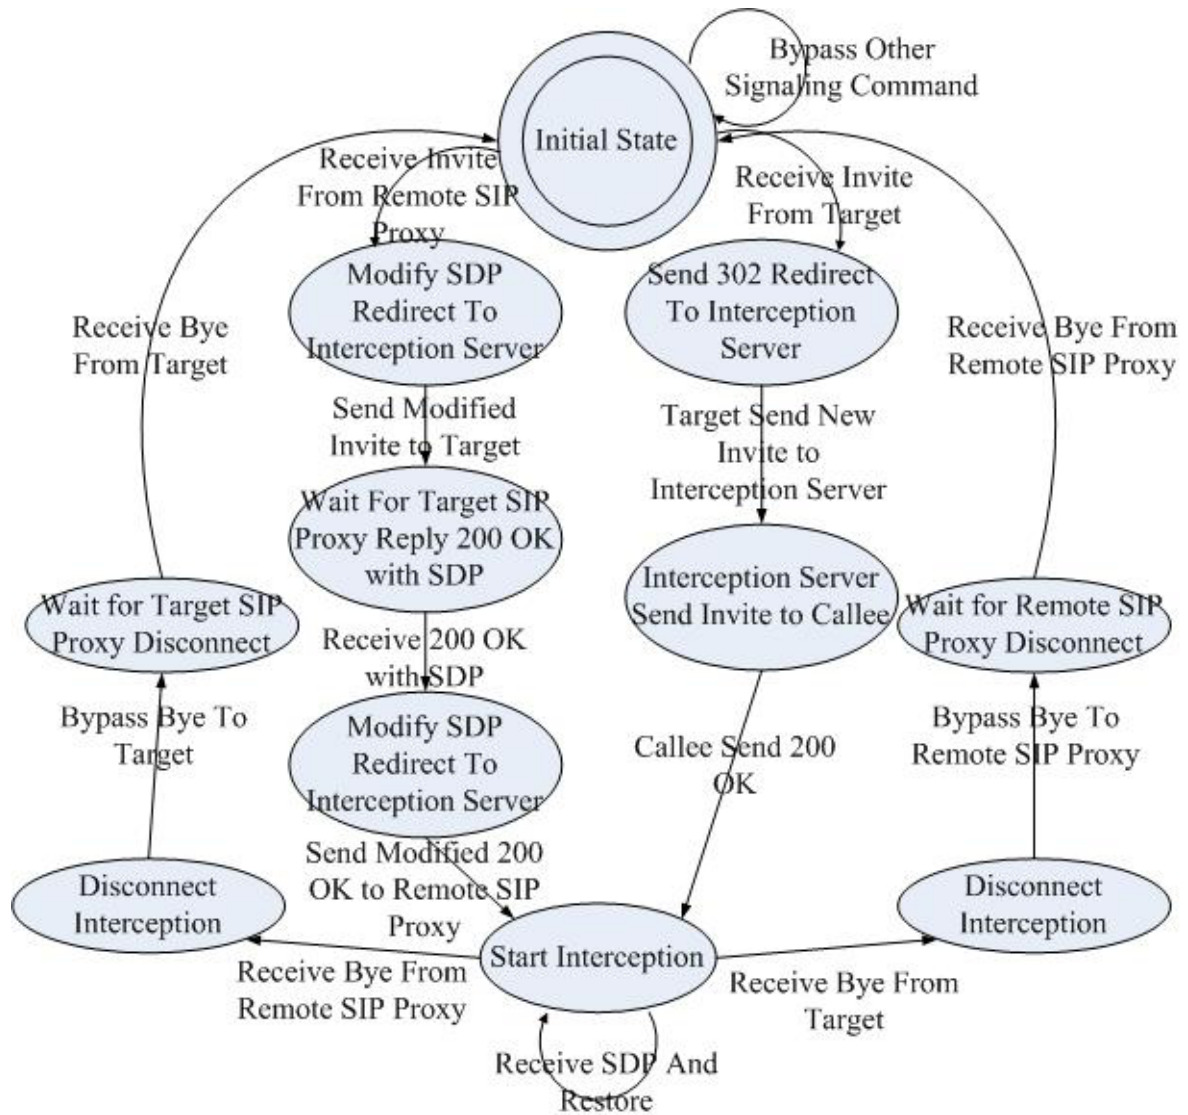 Bypass Other
Signaling Command
Initial State
Receive Invite
From Remote SIP
Proxy
Receive Invite
From Target
Modify SDP
Redirect To
Interception Server
Send 302 Redirect
To Interception
Server
Receive Bye
From Target
Receive Bye From
Remote SIP Proxy
Send Modified
Invite to Target
Target Send New
Invite to
Interception Server
Wait For Target SIP
Proxy Reply 200 OK
with SDP
Interception Server
Send Invite to Callee
Wait for Target SIP
Proxy Disconnect
Wait for Remote SIP
Proxy Disconnect
Receive 200 OK
with SDP
Bypass Bye To
Target
Modify SDP
Redirect To
Interception Server
Callee Send 200
OK
Bypass Bye To
Remote SIP Proxy
Send Modified 200
OK to Remote SIP
Proxy
Disconnect
Interception
Disconnect
Interception
Start Interception
Receive Bye From
Remote SIP Proxy
Receive Bye From
Target
Receive SDP And
Restore